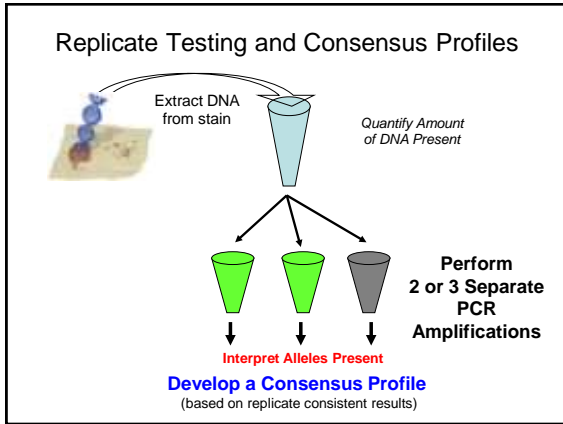 Replicate Testing and Consensus Profiles
Extract DNA
from stain
Quantify Amount
of DNA Present
Perform
2 or 3 Separate
PCR
Amplifications
Interpret Alleles Present
Develop a Consensus Profile
(based on replicate consistent results)